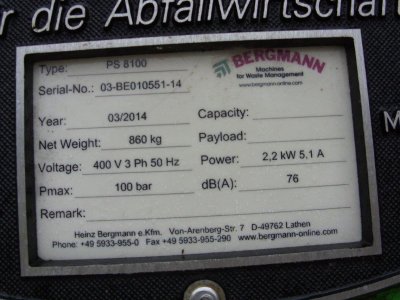 r die Abfallwirtschaft
Type: PS 8100
BERGMANN
Machines
for Waste Management
www.bergmann-online.com
Serial-No.: 03-BE010551-14
Year: 03/2014
Capacity:
Net Weight: 860 kg
Payload:
Voltage: 400 V 3 Ph 50 Hz
Power: 2,2 kW 5.1 A
Pmax: 100 bar
dB(A): 76
Remark:
Heinz Bergmann e.Kfm. Von-Arenberg-Str. 7 D-49762 Lathen
Phone: +49 5933-955-0 Fax +49 5933-955-290 www.bergmann-online.com
M